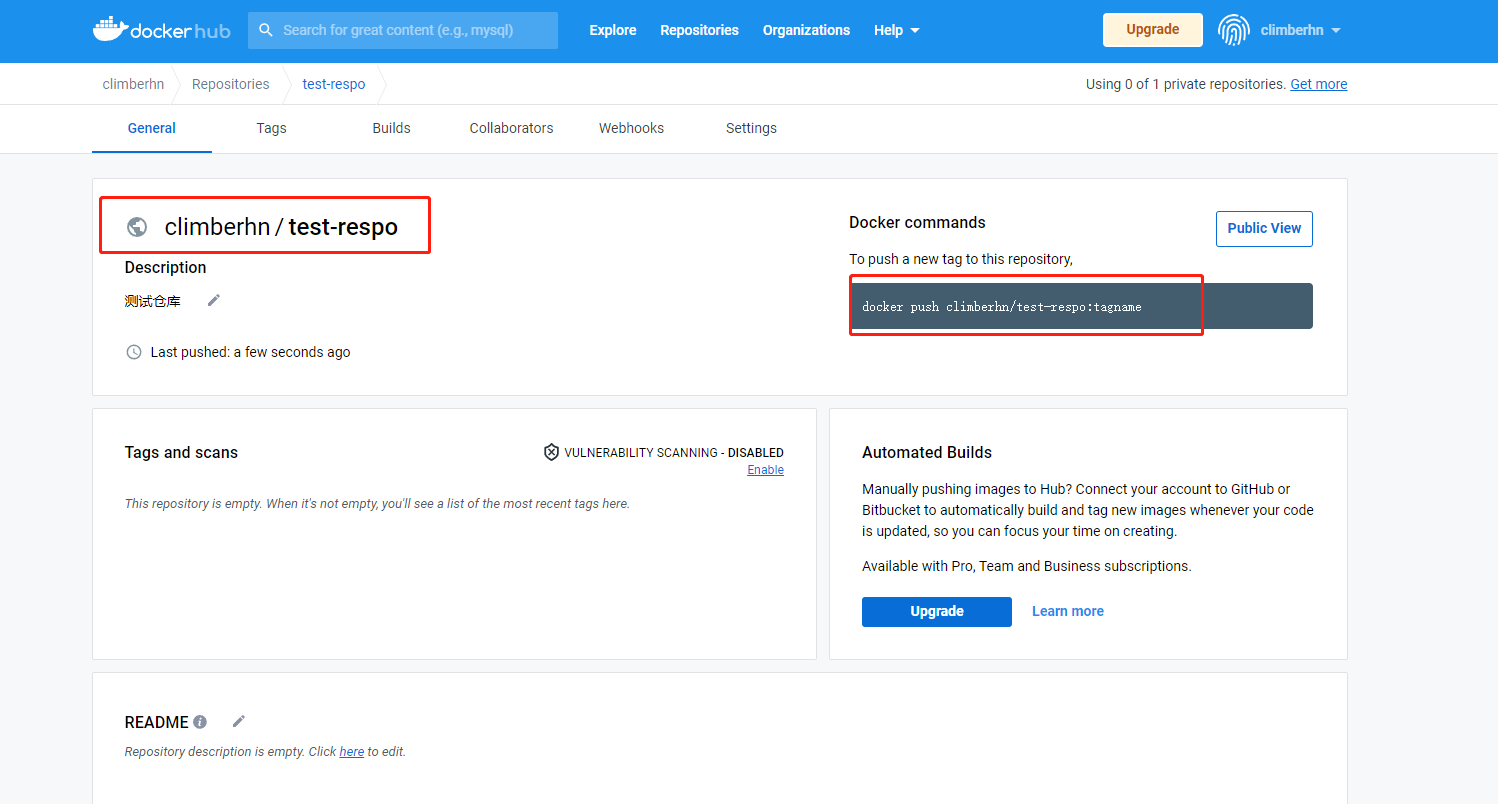 docker hub
Search for great content (e.g., mysql)
Explore
Repositories
Organizations
Help
Upgrade
climberhn
climberhn
Repositories
test-respo
Using 0 of 1 private repositories. Get more
General
Tags
Builds
Collaborators
Webhooks
Settings
climberhn / test-respo
Description
测试仓库
Last pushed: a few seconds ago
Docker commands
Public View
To push a new tag to this repository,
docker push climberhn/test-respo:tagname
Tags and scans
VULNERABILITY SCANNING - DISABLED
Enable
This repository is empty. When it's not empty, you'll see a list of the most recent tags here.
Automated Builds
Manually pushing images to Hub? Connect your account to GitHub or
Bitbucket to automatically build and tag new images whenever your code
is updated, so you can focus your time on creating.
Available with Pro, Team and Business subscriptions.
Upgrade
Learn more
README
Repository description is empty. Click here to edit.